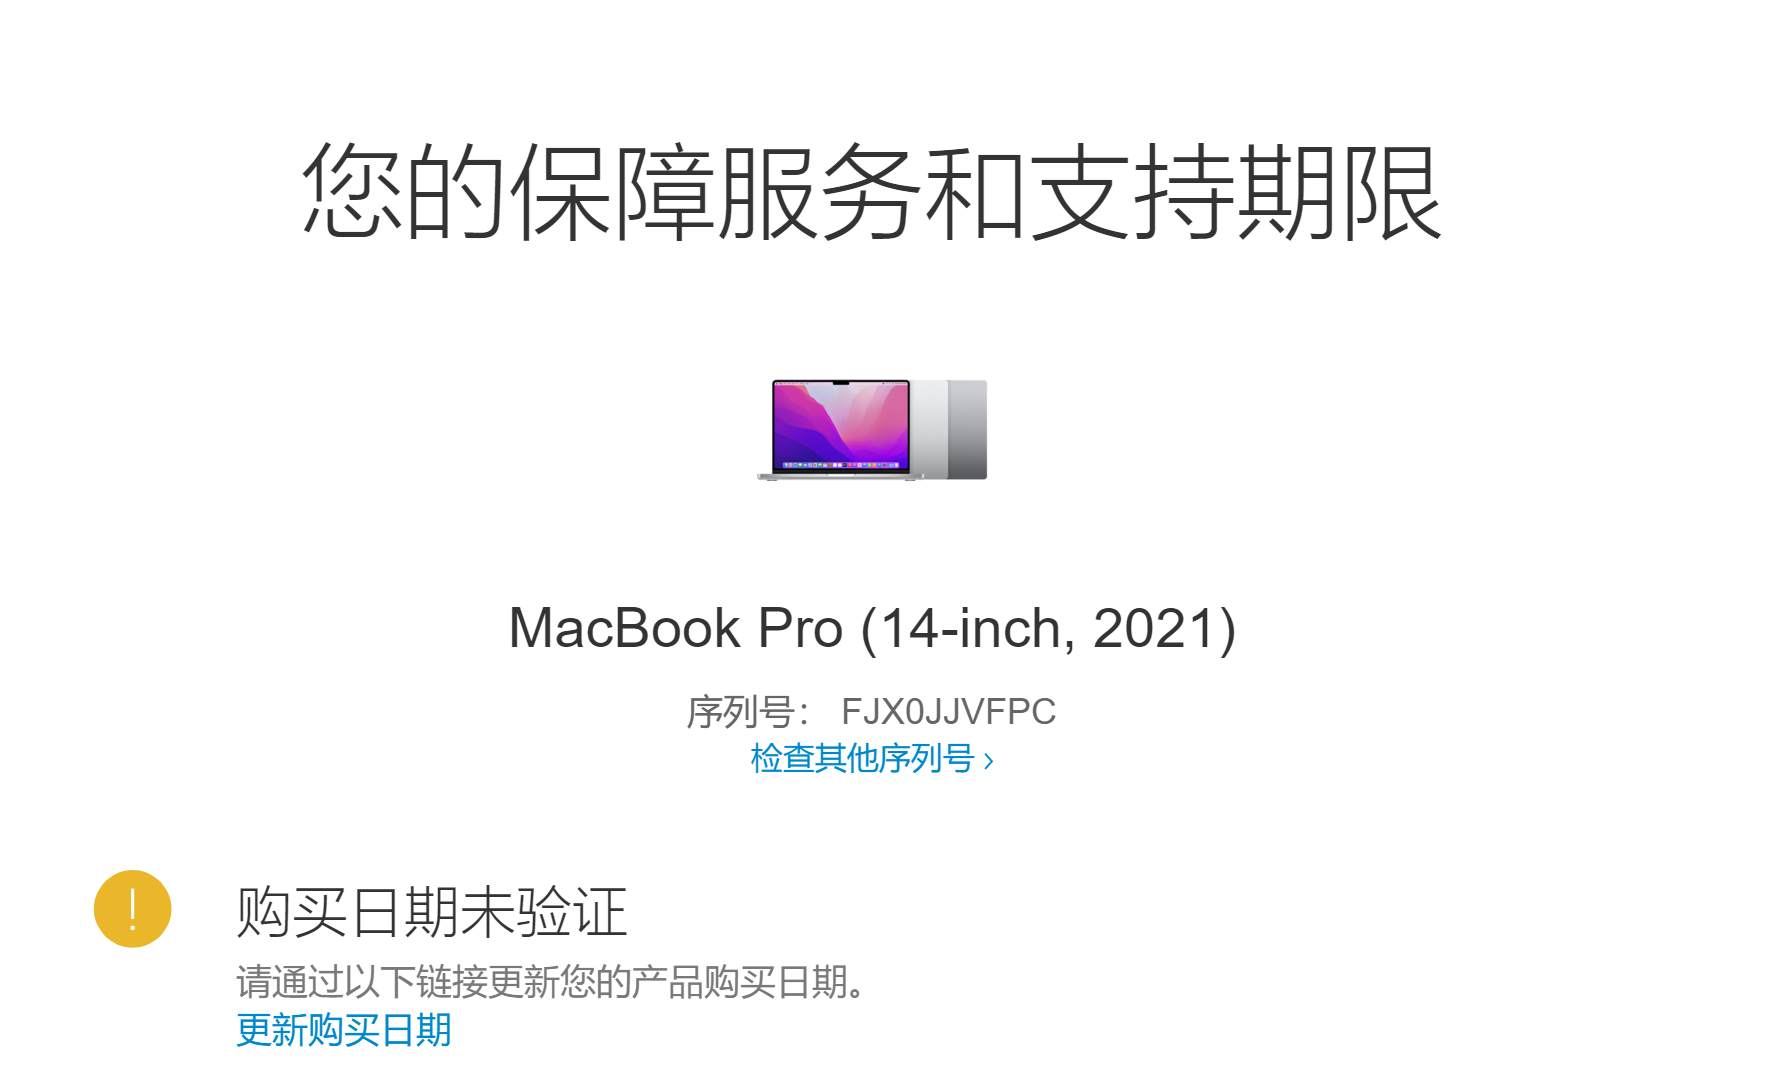 您的保障服务和支持期限
MacBook Pro (14-inch, 2021)
序列号： FJX0JJVFPC
检查其他序列号 ›
购买日期未验证
请通过以下链接更新您的产品购买日期。
更新购买日期